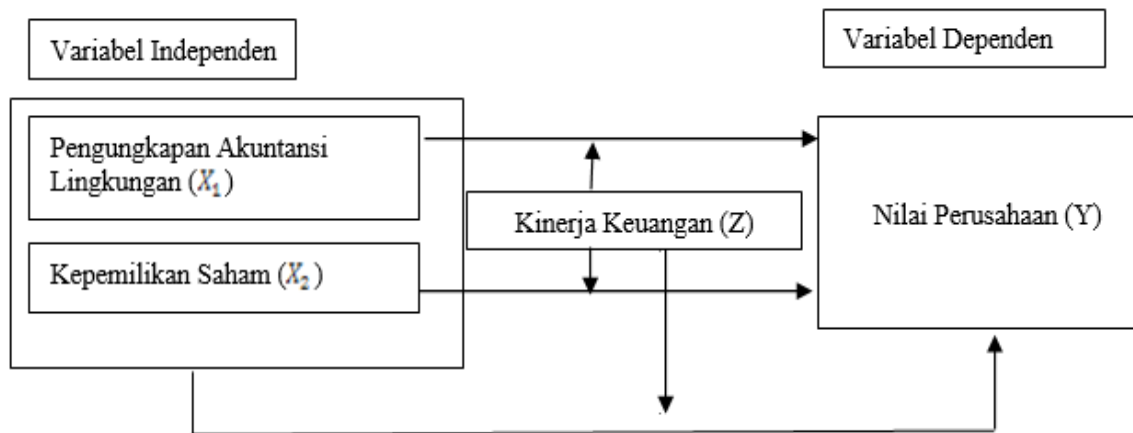 Variabel Independen
Variabel Dependen
Pengungkapan Akuntansi
Lingkungan (X₁)
Kinerja Keuangan (Z)
Nilai Perusahaan (Y)
Kepemilikan Saham (X₂)